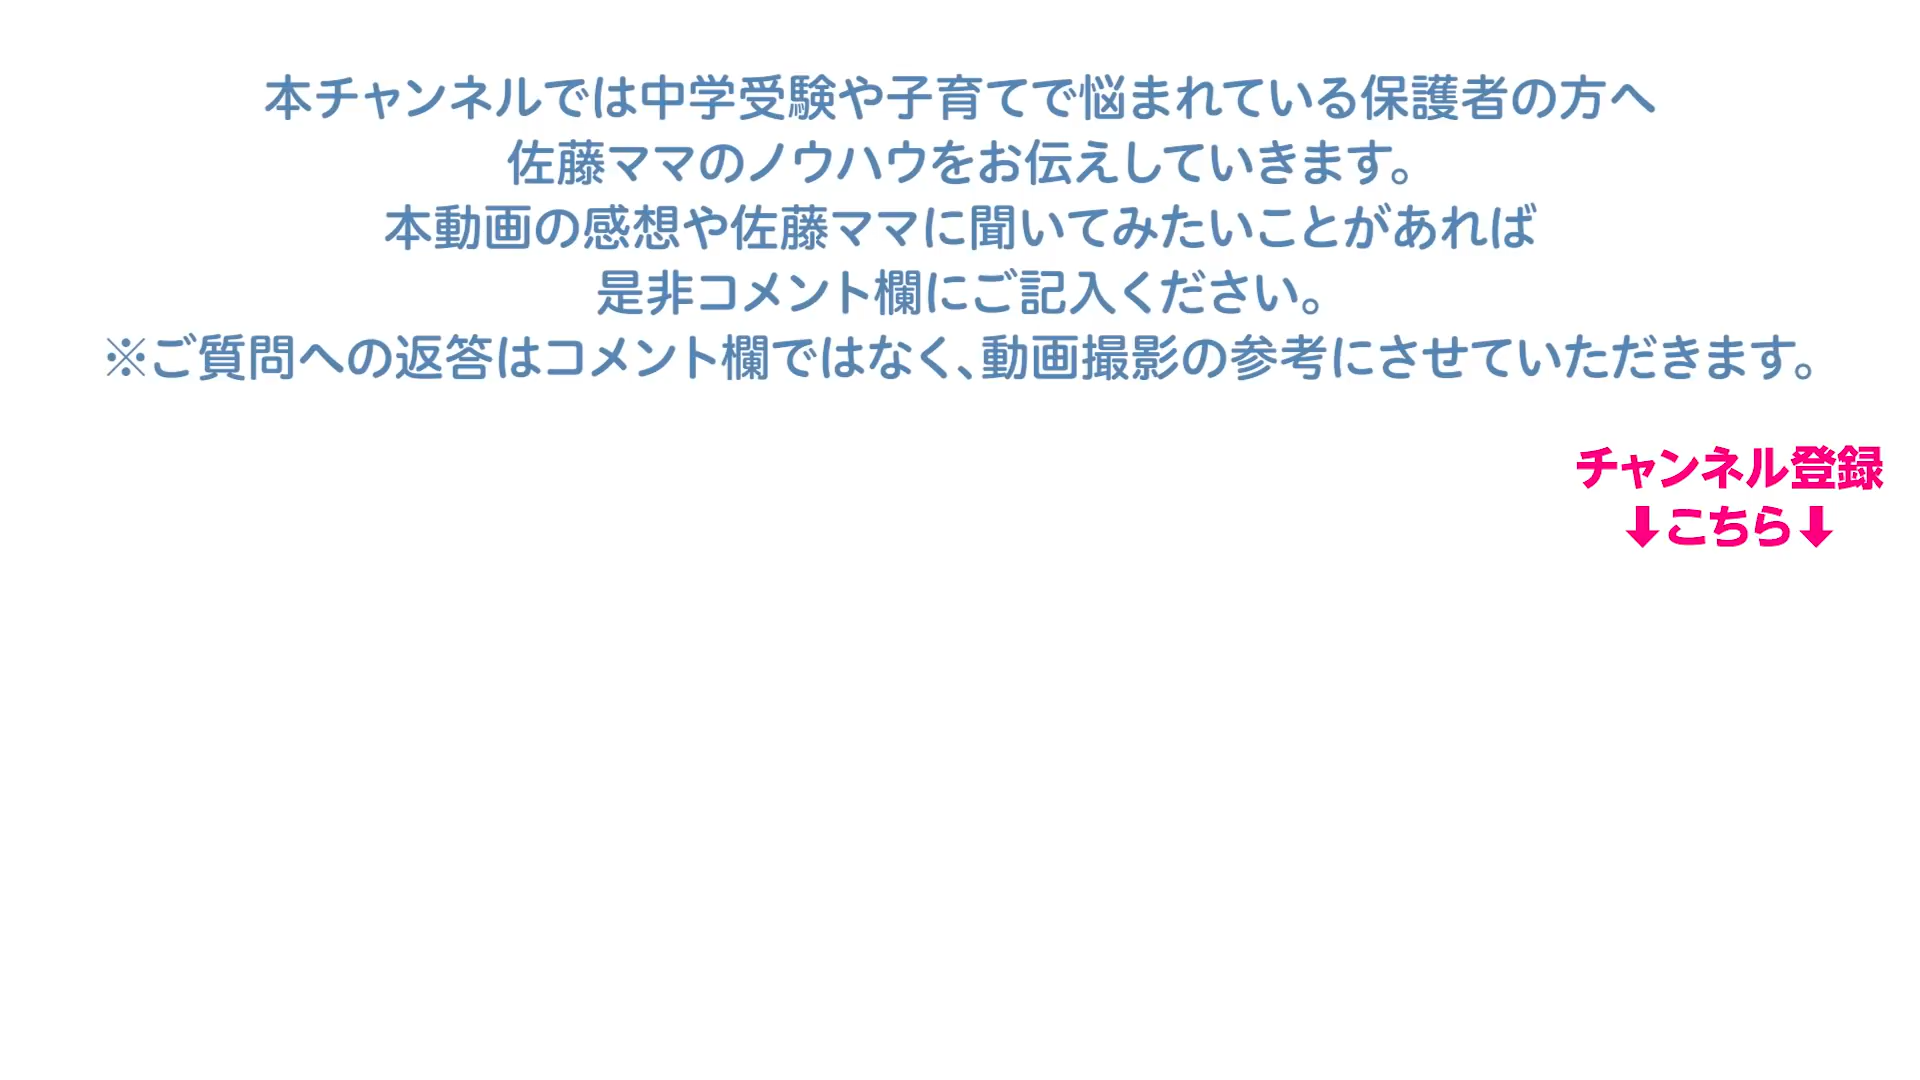 本チャンネルでは中学受験や子育てで悩まれている保護者の方へ
佐藤ママのノウハウをお伝えしていきます。
本動画の感想や佐藤ママに聞いてみたいことがあれば
是非コメント欄にご記入ください。
※ご質問への返答はコメント欄ではなく、動画撮影の参考にさせていただきます。
チャンネル登録
⬇こちら⬇